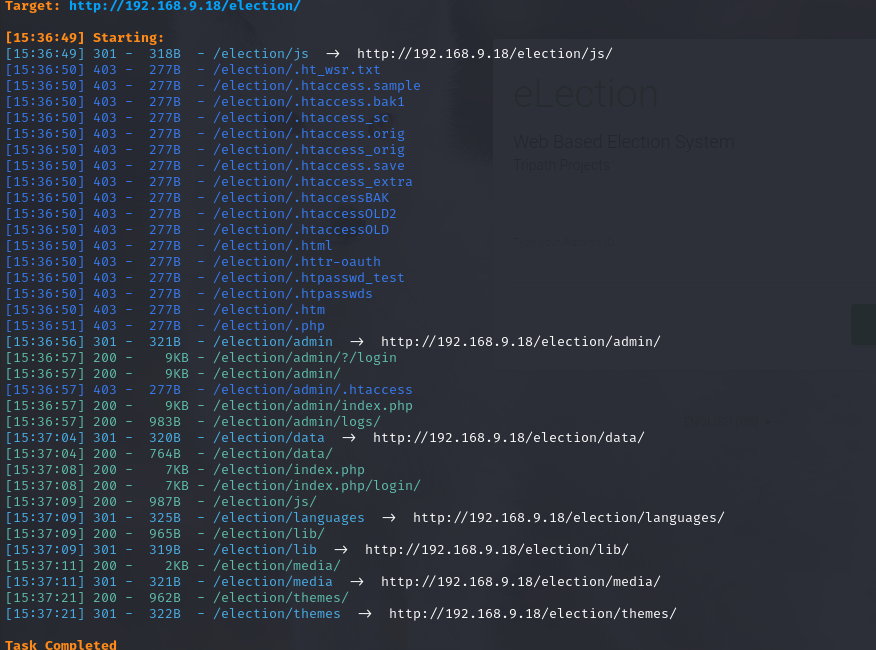 Target: http://192.168.9.18/election/
[15:36:49] Starting:
[15:36:49] 301 - 318B - /election/js → http://192.168.9.18/election/js/
[15:36:50] 403 - 277B - /election/.ht_wsr.txt
[15:36:50] 403 - 277B - /election/.htaccess.sample
[15:36:50] 403 - 277B - /election/.htaccess.bak1
[15:36:50] 403 - 277B - /election/.htaccess_sc
[15:36:50] 403 - 277B - /election/.htaccess.orig
[15:36:50] 403 - 277B - /election/.htaccess_orig
[15:36:50] 403 - 277B - /election/.htaccess.save
[15:36:50] 403 - 277B - /election/.htaccess_extra
[15:36:50] 403 - 277B - /election/.htaccessBAK
[15:36:50] 403 - 277B - /election/.htaccessOLD2
[15:36:50] 403 - 277B - /election/.htaccessOLD
[15:36:50] 403 - 277B - /election/.html
[15:36:50] 403 - 277B - /election/.httr-oauth
[15:36:50] 403 - 277B - /election/.htpasswd_test
[15:36:50] 403 - 277B - /election/.htpasswds
[15:36:50] 403 - 277B - /election/.htm
[15:36:51] 403 - 277B - /election/.php
[15:36:56] 301 - 321B - /election/admin → http://192.168.9.18/election/admin/
[15:36:57] 200 - 9KB - /election/admin/?/login
[15:36:57] 200 - 9KB - /election/admin/
[15:36:57] 403 - 277B - /election/admin/.htaccess
[15:36:57] 200 - 9KB - /election/admin/index.php
[15:36:57] 200 - 983B - /election/admin/logs/
[15:37:04] 301 - 320B - /election/data → http://192.168.9.18/election/data/
[15:37:04] 200 - 764B - /election/data/
[15:37:08] 200 - 7KB - /election/index.php
[15:37:08] 200 - 7KB - /election/index.php/login/
[15:37:09] 200 - 987B - /election/js/
[15:37:09] 301 - 325B - /election/languages → http://192.168.9.18/election/languages/
[15:37:09] 200 - 965B - /election/lib/
[15:37:09] 301 - 319B - /election/lib → http://192.168.9.18/election/lib/
[15:37:11] 200 - 2KB - /election/media/
[15:37:11] 301 - 321B - /election/media → http://192.168.9.18/election/media/
[15:37:21] 200 - 962B - /election/themes/
[15:37:21] 301 - 322B - /election/themes → http://192.168.9.18/election/themes/
Task Completed
eLection
Web Based Election System
Tripath Projects